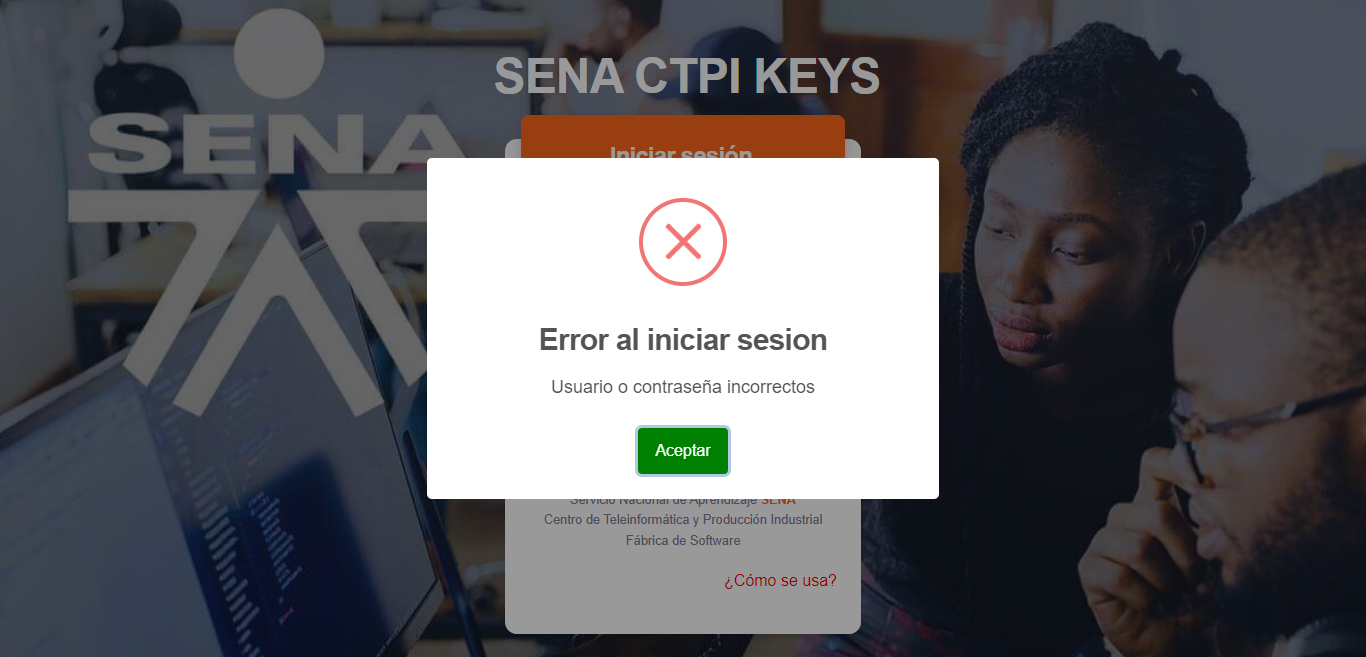 SENA CTPI KEYS
SENA
Iniciar sesión
Error al iniciar sesion
Usuario o contraseña incorrectos
Aceptar
Servicio Nacional de Aprendizaje SENA
Centro de Teleinformática y Producción Industrial
Fábrica de Software
¿Cómo se usa?